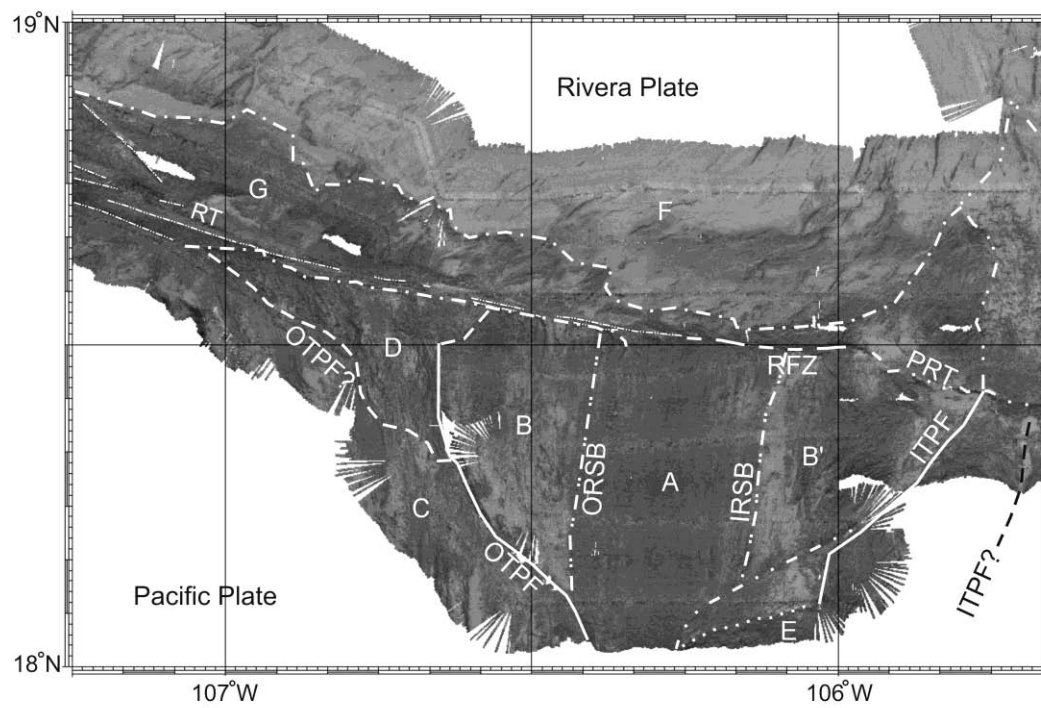 19°N
Rivera Plate
G
RT
F
OTPF?
D
RFZ
PRT
B
ORSB
A
IRSB
B'
ITPF
C
OTPF
ITPF?
Pacific Plate
E
18°N
107°W
106°W